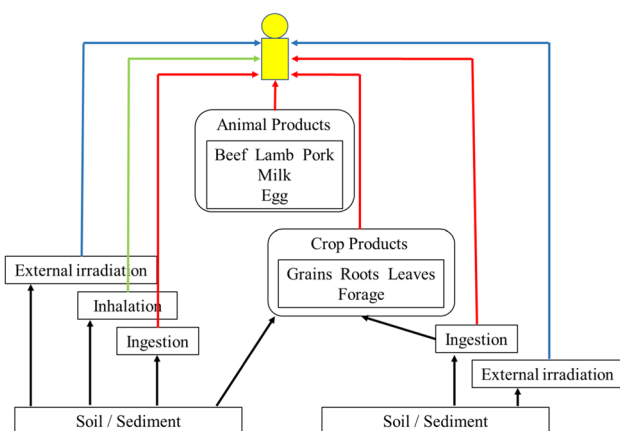 Animal Products
Beef Lamb Pork
Milk
Egg
Crop Products
Grains Roots Leaves
Forage
External irradiation
Inhalation
Ingestion
Ingestion
External irradiation
Soil / Sediment
Soil / Sediment